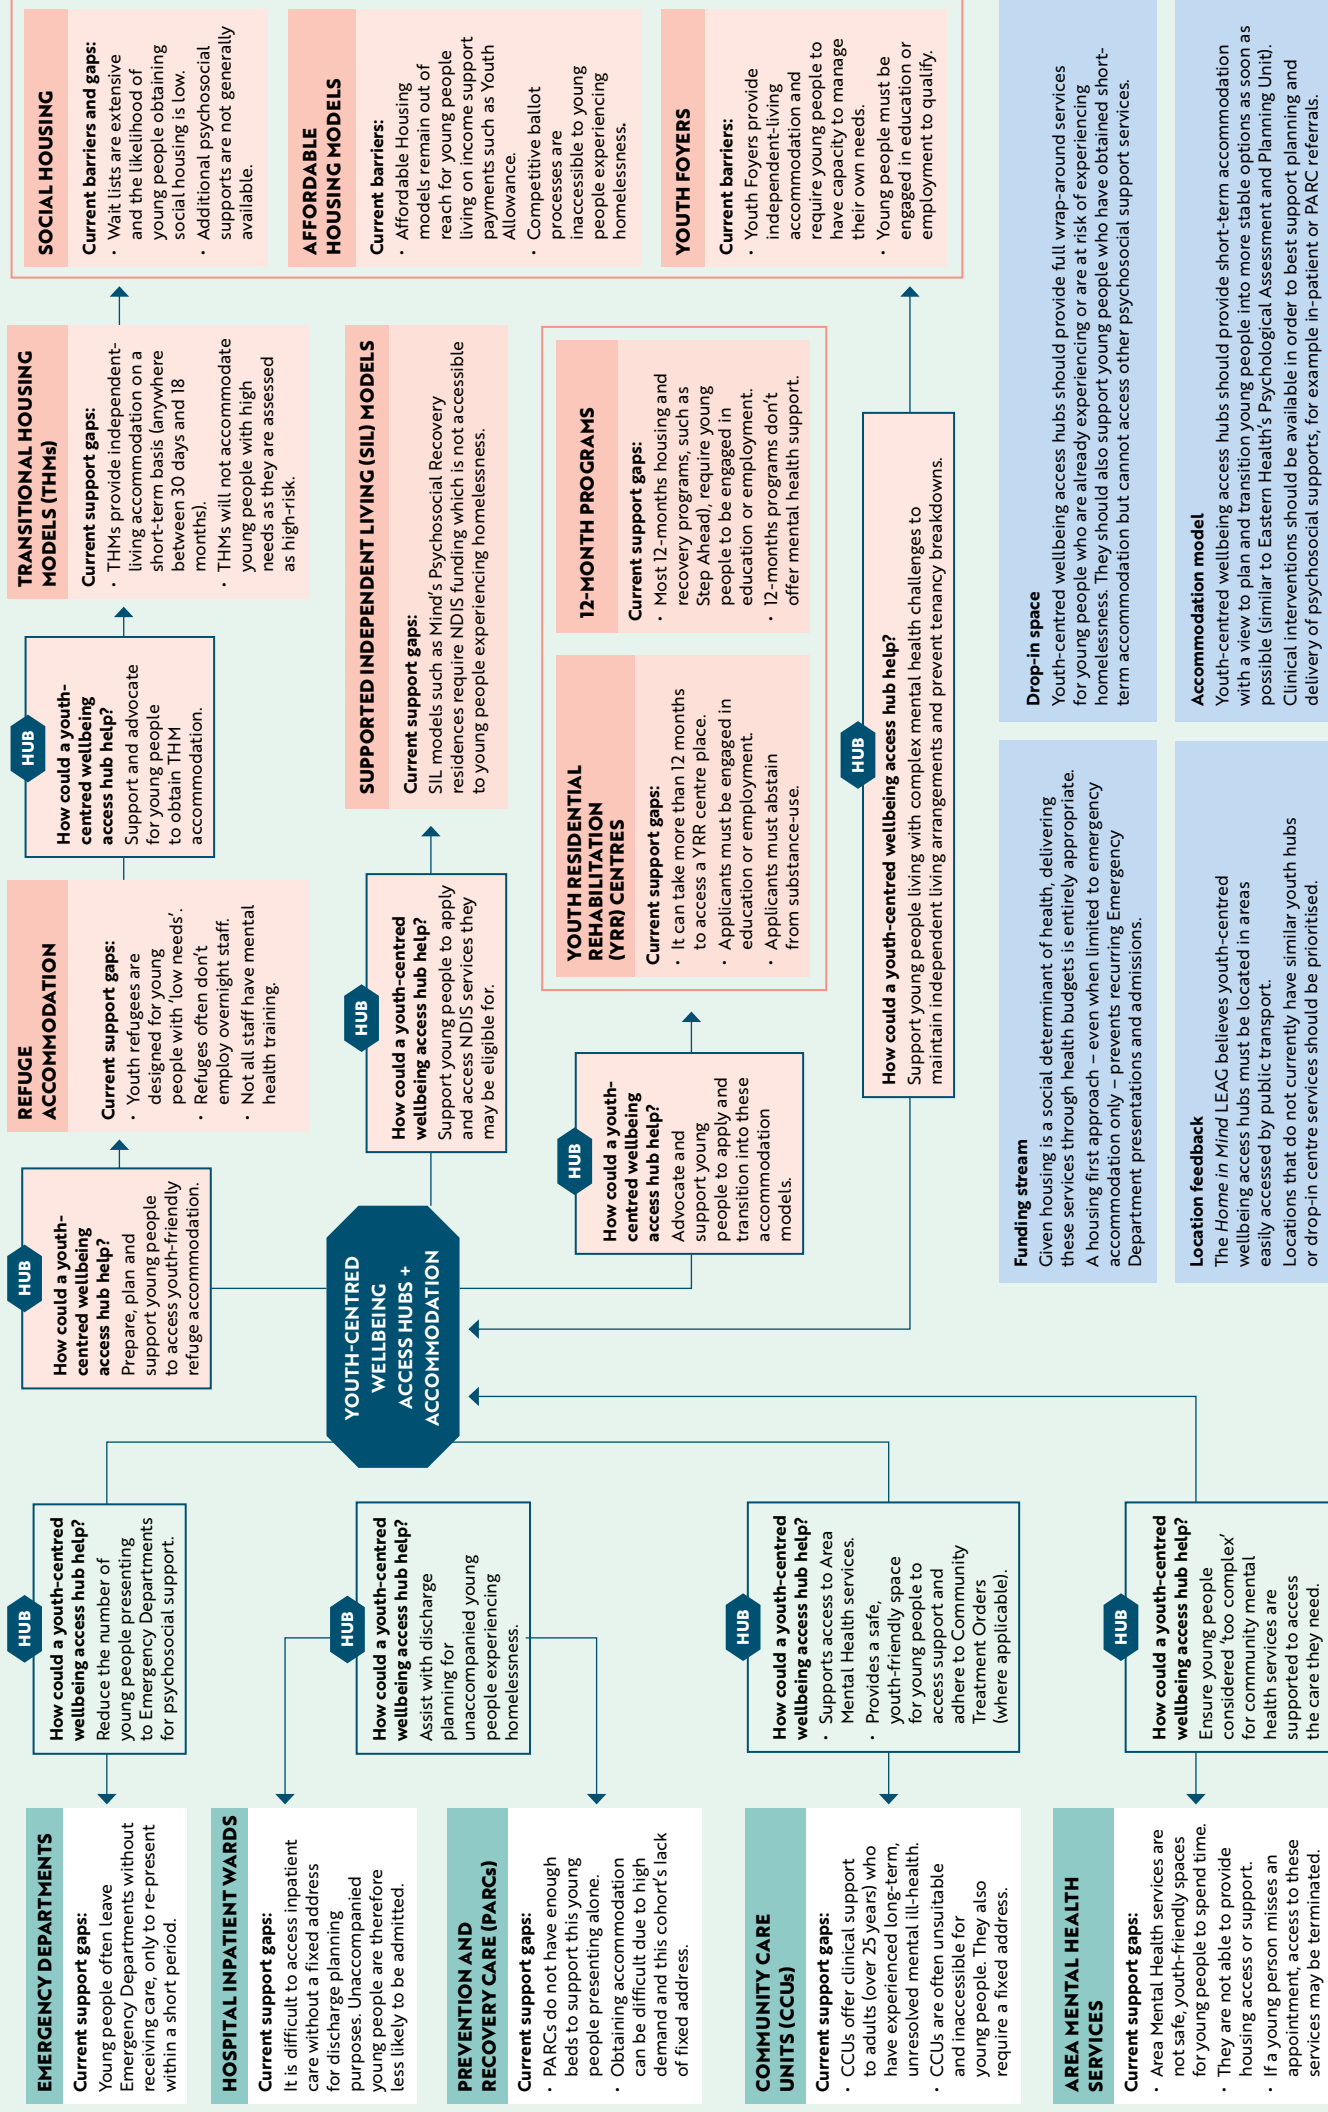 EMERGENCY DEPARTMENTS
Current support gaps:
Young people often leave
Emergency Departments without
receiving care, only to re-present
within a short period.
HUB
How could a youth-centred
wellbeing access hub help?
Reduce the number of
young people presenting
to Emergency Departments
for psychosocial support.
HOSPITAL INPATIENT WARDS
Current support gaps:
It is difficult to access inpatient
care without a fixed address
for discharge planning
purposes. Unaccompanied
young people are therefore
less likely to be admitted.
HUB
How could a youth-centred
wellbeing access hub help?
Assist with discharge
planning for
unaccompanied young
people experiencing
homelessness.
PREVENTION AND
RECOVERY CARE (PARCs)
Current support gaps:
• PARCs do not have enough
beds to support this young
people presenting alone.
• Obtaining accommodation
can be difficult due to high
demand and this cohort's lack
of fixed address.
COMMUNITY CARE
UNITS (CCUs)
Current support gaps:
• CCUs offer clinical support
to adults (over 25 years) who
have experienced long-term,
unresolved mental ill-health.
• CCUs are often unsuitable
and inaccessible for
young people. They also
require a fixed address.
HUB
How could a youth-centred
wellbeing access hub help?
• Supports access to Area
Mental Health services.
• Provides a safe,
youth-friendly space
for young people to
access support and
adhere to Community
Treatment Orders
(where applicable).
AREA MENTAL HEALTH
SERVICES
Current support gaps:
• Area Mental Health services are
not safe, youth-friendly spaces
for young people to spend time.
• They are not able to provide
housing access or support.
• If a young person misses an
appointment, access to these
services may be terminated.
HUB
How could a youth-centred
wellbeing access hub help?
Ensure young people
considered 'too complex'
for community mental
health services are
supported to access
the care they need.
YOUTH-CENTRED
WELLBEING
ACCESS HUBS +
ACCOMMODATION
HUB
How could a youth-
centred wellbeing
access hub help?
Prepare, plan and
support young people
to access youth-friendly
refuge accommodation.
REFUGE
ACCOMMODATION
Current support gaps:
• Youth refugees are
designed for young
people with 'low needs'.
• Refuges often don't
employ overnight staff.
• Not all staff have mental
health training.
HUB
How could a youth-
centred wellbeing
access hub help?
Support and advocate
for young people
to obtain THM
accommodation.
TRANSITIONAL HOUSING
MODELS (THMs)
Current support gaps:
• THMs provide independent-
living accommodation on a
short-term basis (anywhere
between 30 days and 18
months).
• THMs will not accommodate
young people with high
needs as they are assessed
as high-risk.
HUB
How could a youth-centred
wellbeing access hub help?
Support young people to apply
and access NDIS services they
may be eligible for.
SUPPORTED INDEPENDENT LIVING (SIL) MODELS
Current support gaps:
SIL models such as Mind's Psychosocial Recovery
residences require NDIS funding which is not accessible
to young people experiencing homelessness.
HUB
How could a youth-
centred wellbeing
access hub help?
Advocate and
support young
people to apply and
transition into these
accommodation
models.
YOUTH RESIDENTIAL
REHABILITATION
(YRR) CENTRES
Current support gaps:
• It can take more than 12 months
to access a YRR centre place.
• Applicants must be engaged in
education or employment.
• Applicants must abstain
from substance-use.
12-MONTH PROGRAMS
Current support gaps:
• Most 12-months housing and
recovery programs, such as
Step Ahead), require young
people to be engaged in
education or employment.
• 12-months programs don't
offer mental health support.
HUB
How could a youth-centred wellbeing access hub help?
Support young people living with complex mental health challenges to
maintain independent living arrangements and prevent tenancy breakdowns.
SOCIAL HOUSING
Current barriers and gaps:
• Wait lists are extensive
and the likelihood of
young people obtaining
social housing is low.
• Additional psychosocial
supports are not generally
available.
AFFORDABLE
HOUSING MODELS
Current barriers:
• Affordable Housing
models remain out of
reach for young people
living on income support
payments such as Youth
Allowance.
• Competitive ballot
processes are
inaccessible to young
people experiencing
homelessness.
YOUTH FOYERS
Current barriers:
• Youth Foyers provide
independent-living
accommodation and
require young people to
have capacity to manage
their own needs.
• Young people must be
engaged in education or
employment to qualify.
Funding stream
Given housing is a social determinant of health, delivering
these services through health budgets is entirely appropriate.
A housing first approach – even when limited to emergency
accommodation only – prevents recurring Emergency
Department presentations and admissions.
Drop-in space
Youth-centred wellbeing access hubs should provide full wrap-around services
for young people who are already experiencing or are at risk of experiencing
homelessness. They should also support young people who have obtained short-
term accommodation but cannot access other psychosocial support services.
Location feedback
The Home in Mind LEAG believes youth-centred
wellbeing access hubs must be located in areas
easily accessed by public transport.
Locations that do not currently have similar youth hubs
or drop-in centre services should be prioritised.
Accommodation model
Youth-centred wellbeing access hubs should provide short-term accommodation
with a view to plan and transition young people into more stable options as soon as
possible (similar to Eastern Health's Psychological Assessment and Planning Unit).
Clinical interventions should be available in order to best support planning and
delivery of psychosocial supports, for example in-patient or PARC referrals.